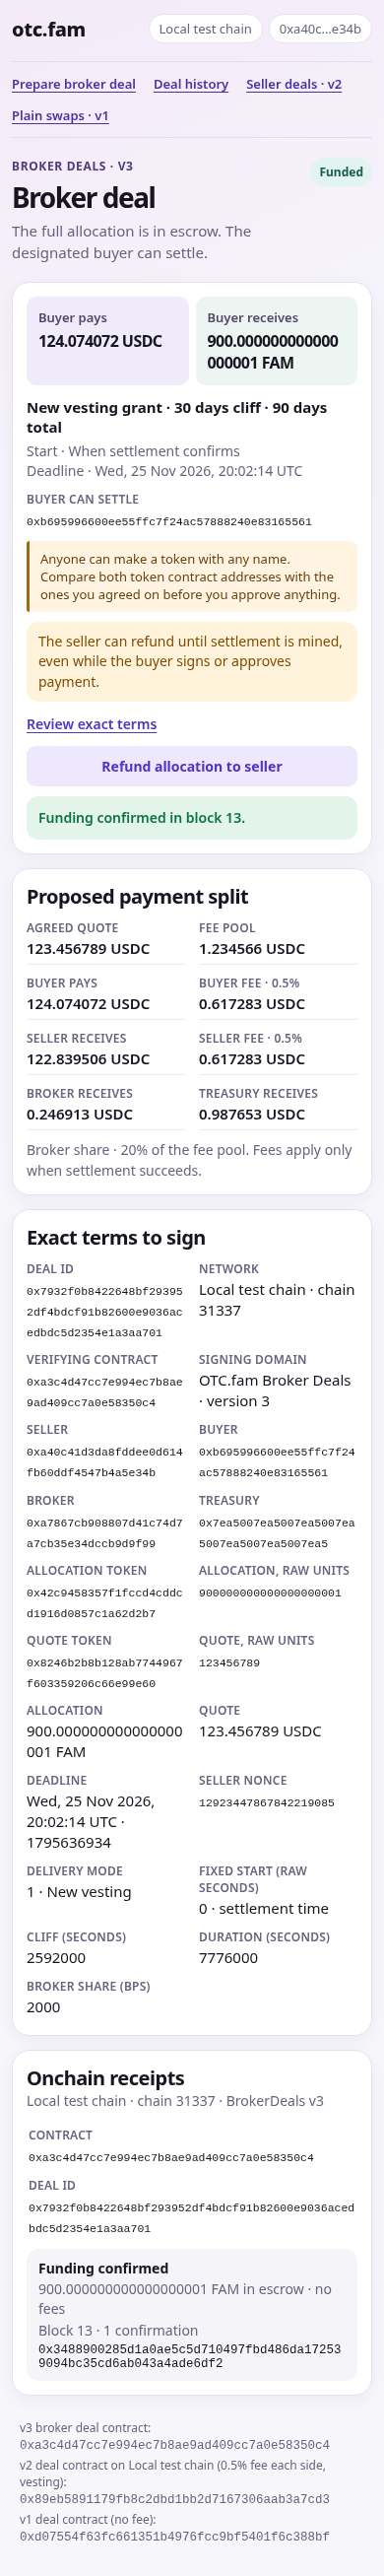 otc.fam
Local test chain
0xa40c…e34b
Prepare broker deal
Deal history
Seller deals · v2
Plain swaps · v1
BROKER DEALS · V3
Funded
Broker deal
The full allocation is in escrow. The
designated buyer can settle.
Buyer pays
124.074072 USDC
Buyer receives
900.000000000000
000001 FAM
New vesting grant · 30 days cliff · 90 days
total
Start · When settlement confirms
Deadline · Wed, 25 Nov 2026, 20:02:14 UTC
BUYER CAN SETTLE
0xb695996600ee55ffc7f24ac57888240e83165561
Anyone can make a token with any name.
Compare both token contract addresses with the
ones you agreed on before you approve anything.
The seller can refund until settlement is mined,
even while the buyer signs or approves
payment.
Review exact terms
Refund allocation to seller
Funding confirmed in block 13.
Proposed payment split
AGREED QUOTE
123.456789 USDC
FEE POOL
1.234566 USDC
BUYER PAYS
124.074072 USDC
BUYER FEE · 0.5%
0.617283 USDC
SELLER RECEIVES
122.839506 USDC
SELLER FEE · 0.5%
0.617283 USDC
BROKER RECEIVES
0.246913 USDC
TREASURY RECEIVES
0.987653 USDC
Broker share · 20% of the fee pool. Fees apply only
when settlement succeeds.
Exact terms to sign
DEAL ID
0x7932f0b8422648bf29395
2df4bdcf91b82600e9036ac
edbdc5d2354e1a3aa701
NETWORK
Local test chain · chain
31337
VERIFYING CONTRACT
0xa3c4d47cc7e994ec7b8ae
9ad409cc7a0e58350c4
SIGNING DOMAIN
OTC.fam Broker Deals
· version 3
SELLER
0xa40c41d3da8fddee0d614
fb60ddf4547b4a5e34b
BUYER
0xb695996600ee55ffc7f24
ac57888240e83165561
BROKER
0xa7867cb908807d41c74d7
a7cb35e34dccb9d9f99
TREASURY
0x7ea5007ea5007ea5007ea
5007ea5007ea5007ea5
ALLOCATION TOKEN
0x42c9458357f1fccd4cddc
d1916d0857c1a62d2b7
ALLOCATION, RAW UNITS
900000000000000000001
QUOTE TOKEN
0x8246b2b8b128ab7744967
f603359206c66e99e60
QUOTE, RAW UNITS
123456789
ALLOCATION
900.000000000000000
001 FAM
QUOTE
123.456789 USDC
DEADLINE
Wed, 25 Nov 2026,
20:02:14 UTC ·
1795636934
SELLER NONCE
1292344786784221908​5
DELIVERY MODE
1 · New vesting
FIXED START (RAW
SECONDS)
0 · settlement time
CLIFF (SECONDS)
2592000
DURATION (SECONDS)
7776000
BROKER SHARE (BPS)
2000
Onchain receipts
Local test chain · chain 31337 · BrokerDeals v3
CONTRACT
0xa3c4d47cc7e994ec7b8ae9ad409cc7a0e58350c4
DEAL ID
0x7932f0b8422648bf293952df4bdcf91b82600e9036aced
bdc5d2354e1a3aa701
Funding confirmed
900.000000000000000001 FAM in escrow · no
fees
Block 13 · 1 confirmation
0x3488900285d1a0ae5c5d710497fbd486da17253
9094bc35cd6ab043a4ade6df2
v3 broker deal contract:
0xa3c4d47cc7e994ec7b8ae9ad409cc7a0e58350c4
v2 deal contract on Local test chain (0.5% fee each side,
vesting):
0x89eb5891179fb8c2dbd1bb2d7167306aab3a7cd3
v1 deal contract (no fee):
0xd07554f63fc661351b4976fcc9bf5401f6c388bf